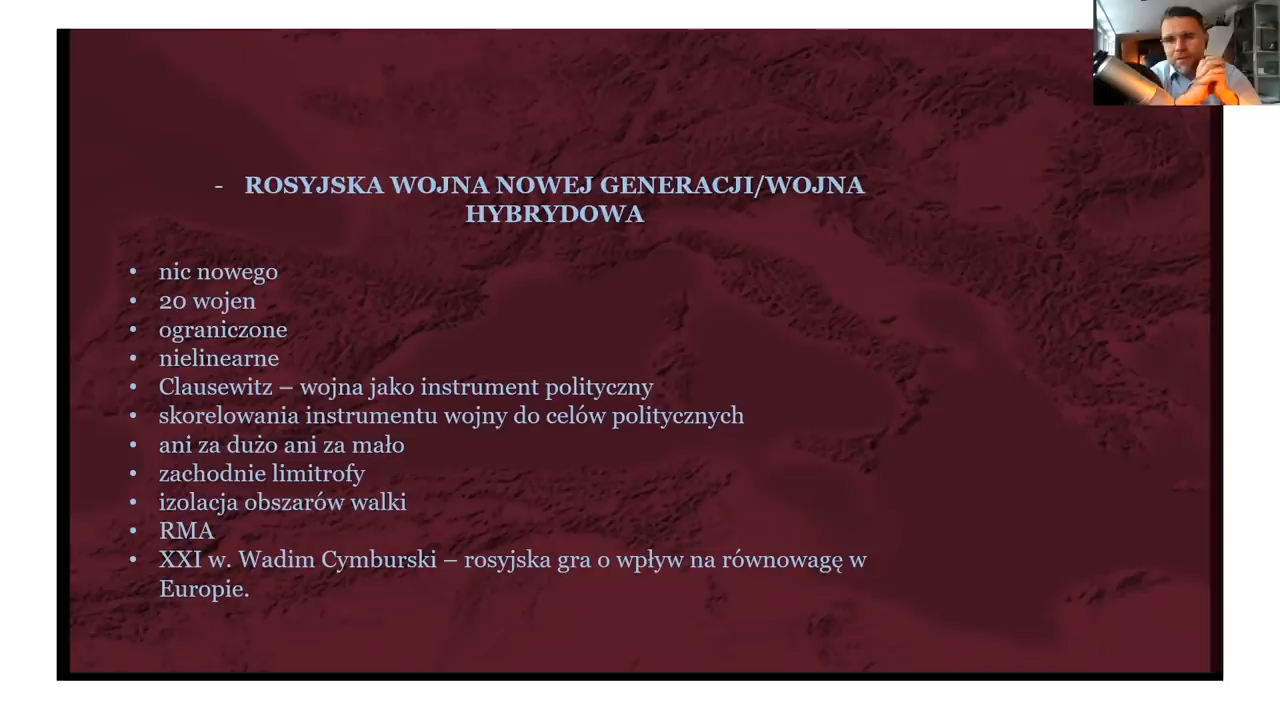 - ROSYJSKA WOJNA NOWEJ GENERACJI/WOJNA
HYBRYDOWA
• nic nowego
• 20 wojen
• ograniczone
• nielinearne
• Clausewitz – wojna jako instrument polityczny
• skorelowania instrumentu wojny do celów politycznych
• ani za dużo ani za mało
• zachodnie limitrofy
• izolacja obszarów walki
• RMA
• XXI w. Wadim Cymburski – rosyjska gra o wpływ na równowagę w
Europie.